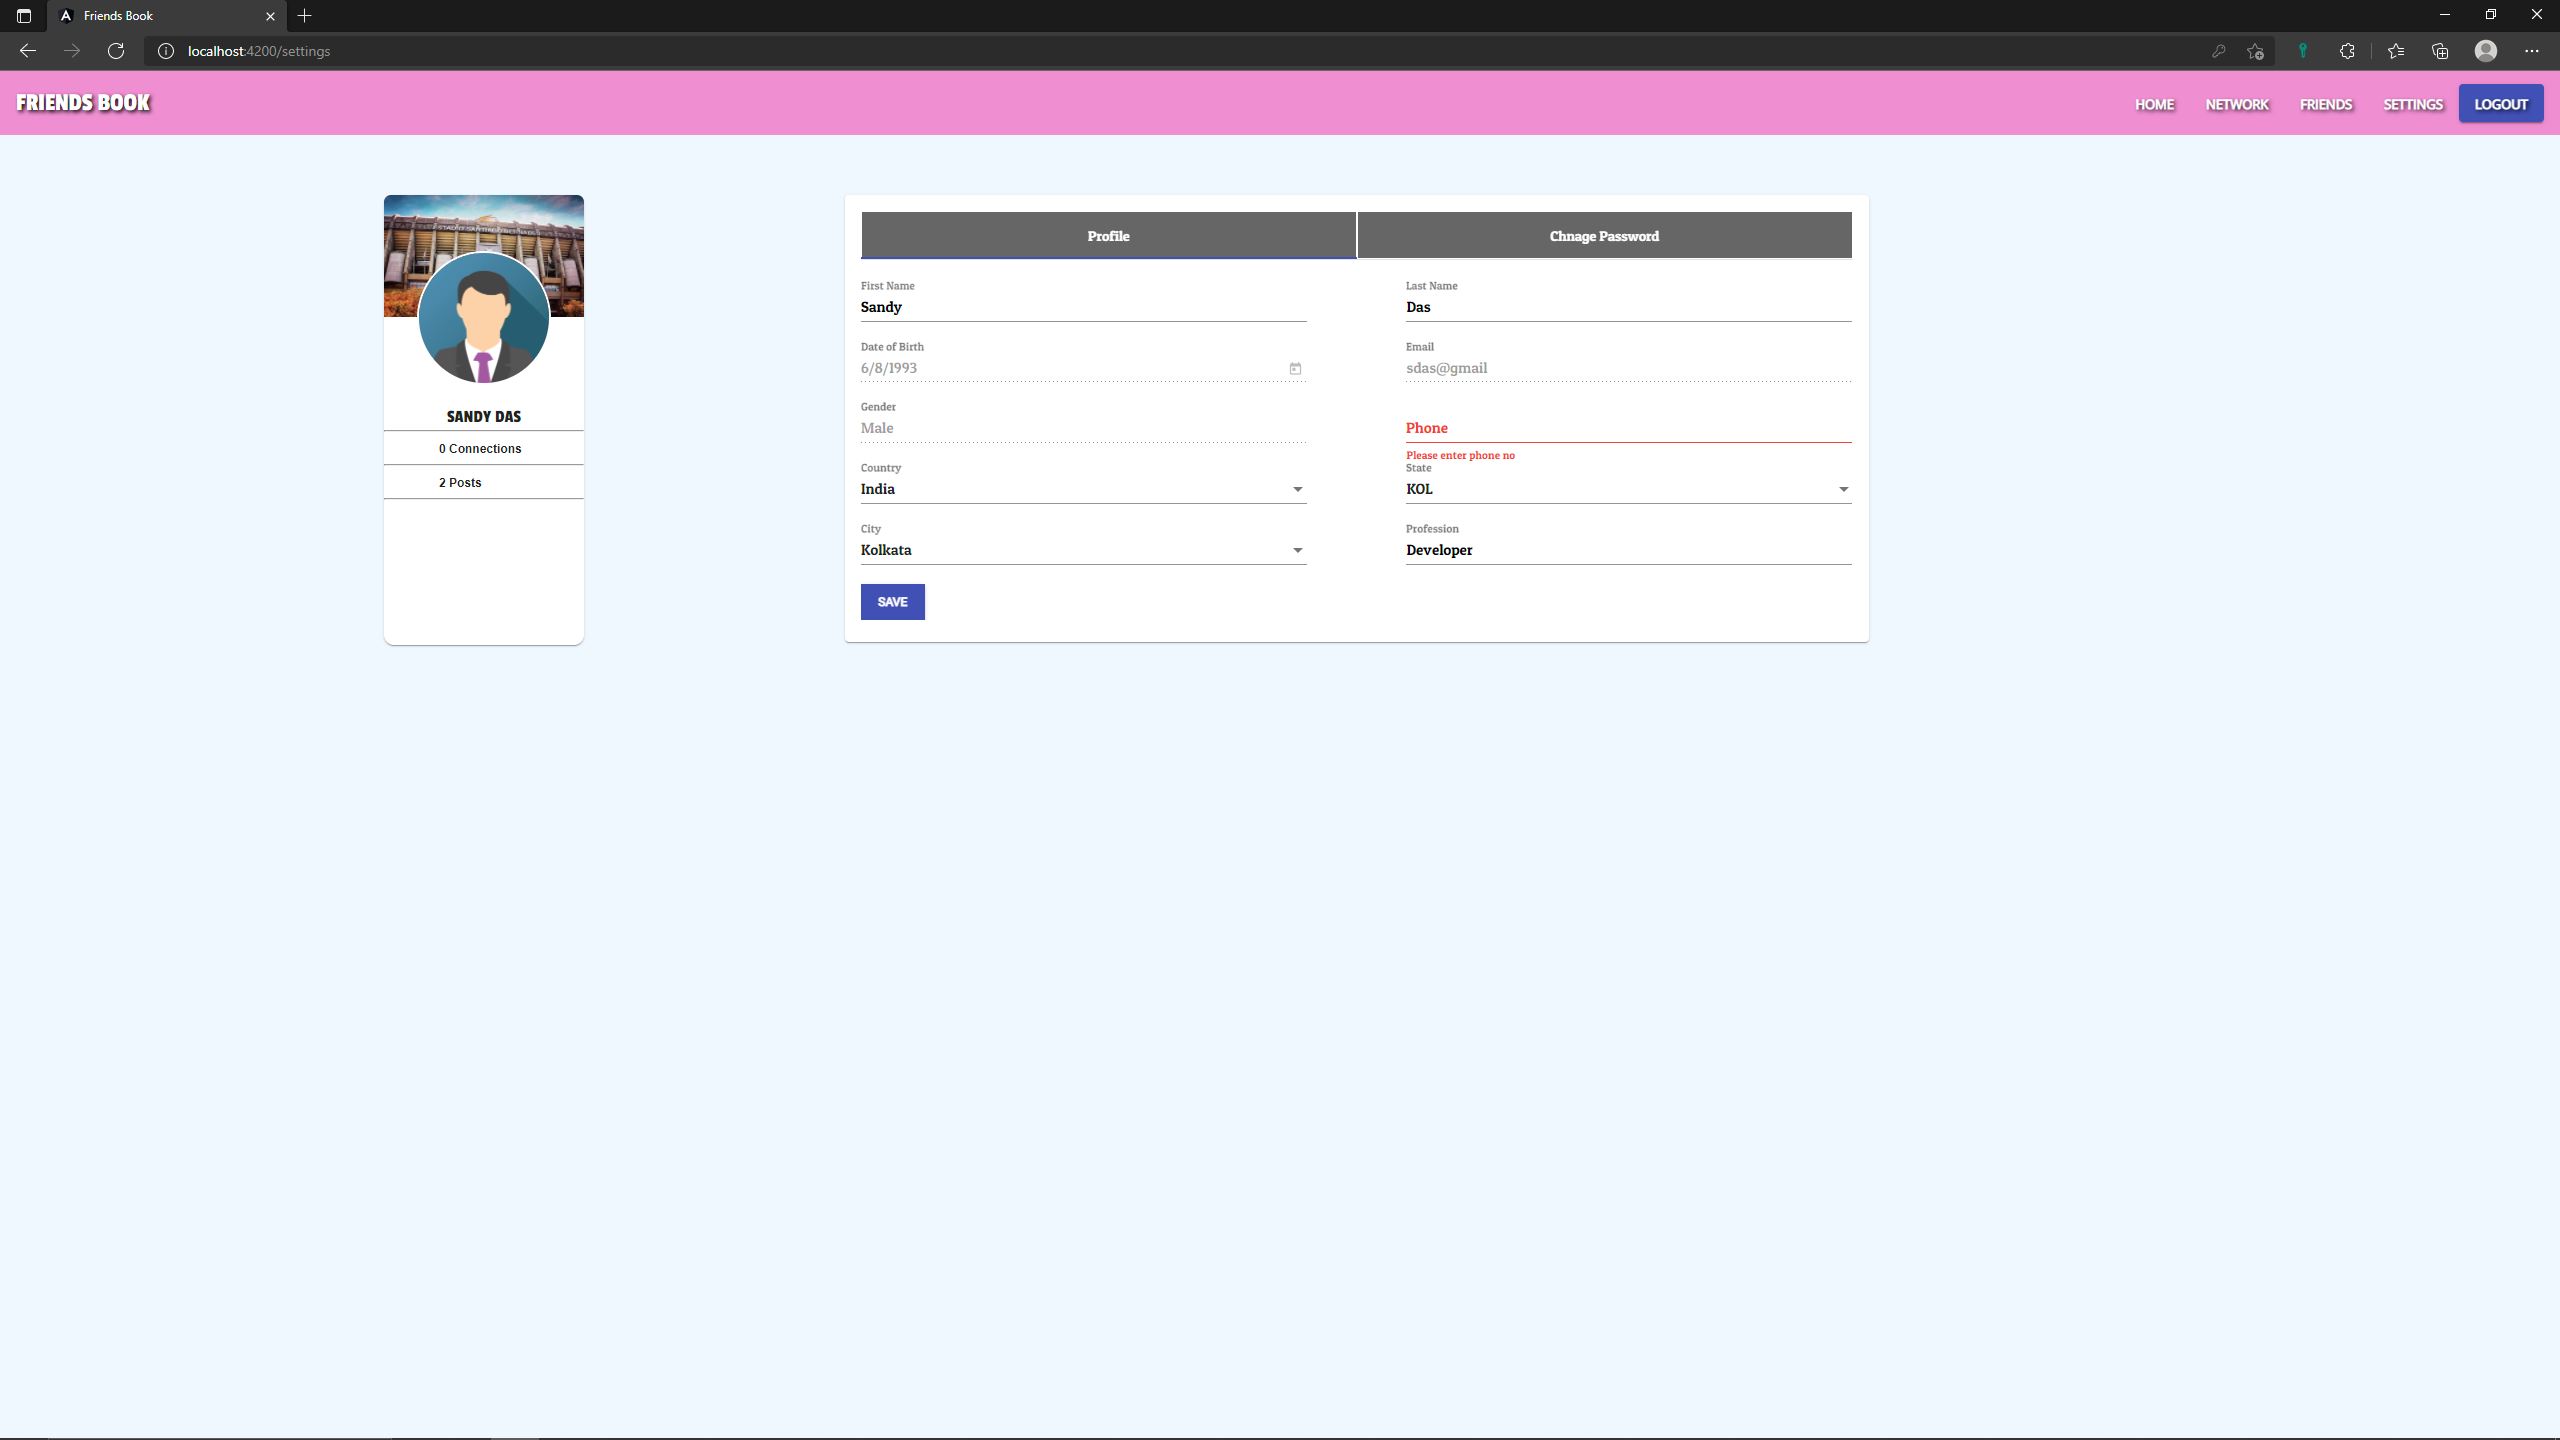 Friends Book
localhost:4200/settings
FRIENDS BOOK
HOME NETWORK FRIENDS SETTINGS LOGOUT
SANDY DAS
0 Connections
2 Posts
Profile Chnage Password
First Name Last Name
Sandy Das
Date of Birth Email
6/8/1993 sdas@gmail
Gender
Male Phone
Please enter phone no
Country State
India KOL
City Profession
Kolkata Developer
SAVE